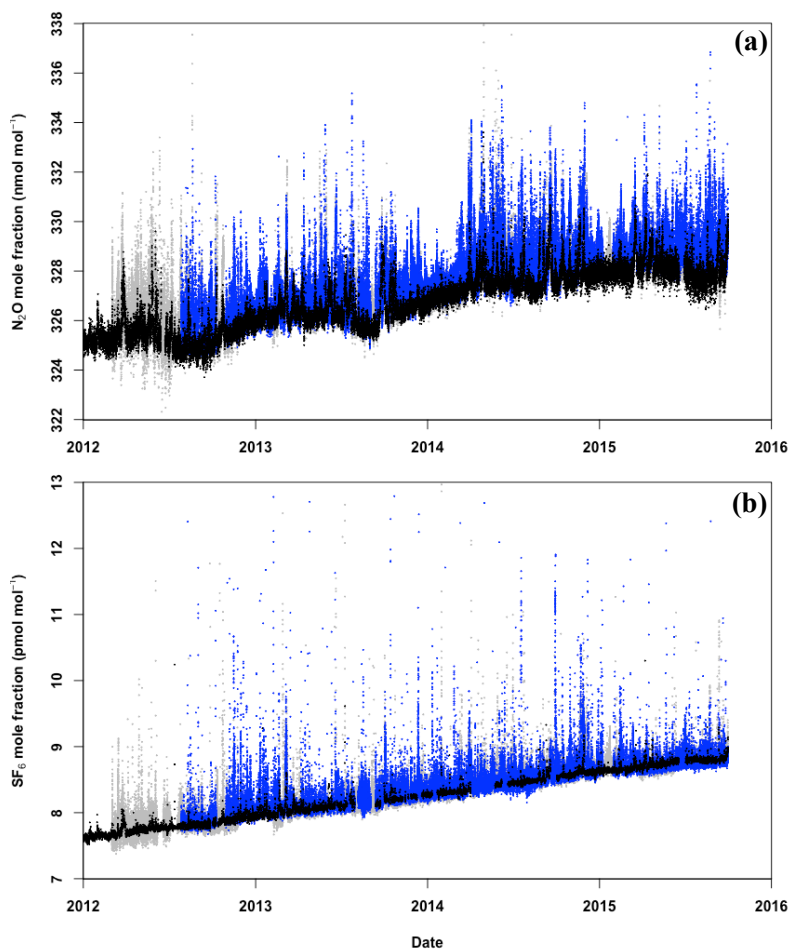 (a)
N₂O mole fraction (nmol mol⁻¹)
338
336
334
332
330
328
326
324
322
2012 2013 2014 2015 2016
(b)
SF₆ mole fraction (pmol mol⁻¹)
13
12
11
10
9
8
7
2012 2013 2014 2015 2016
Date